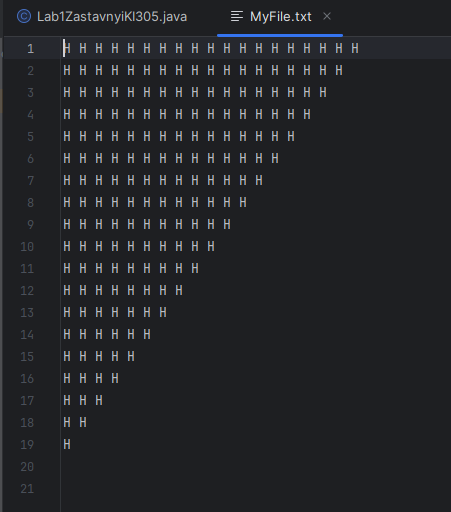 Lab1ZastavnyiKI305.java MyFile.txt
1 H H H H H H H H H H H H H H H H H H H
2 H H H H H H H H H H H H H H H H H H
3 H H H H H H H H H H H H H H H H H
4 H H H H H H H H H H H H H H H H
5 H H H H H H H H H H H H H H H
6 H H H H H H H H H H H H H H
7 H H H H H H H H H H H H H
8 H H H H H H H H H H H H
9 H H H H H H H H H H H
10 H H H H H H H H H H
11 H H H H H H H H H
12 H H H H H H H H
13 H H H H H H H
14 H H H H H H
15 H H H H H
16 H H H H
17 H H H
18 H H
19 H
20
21